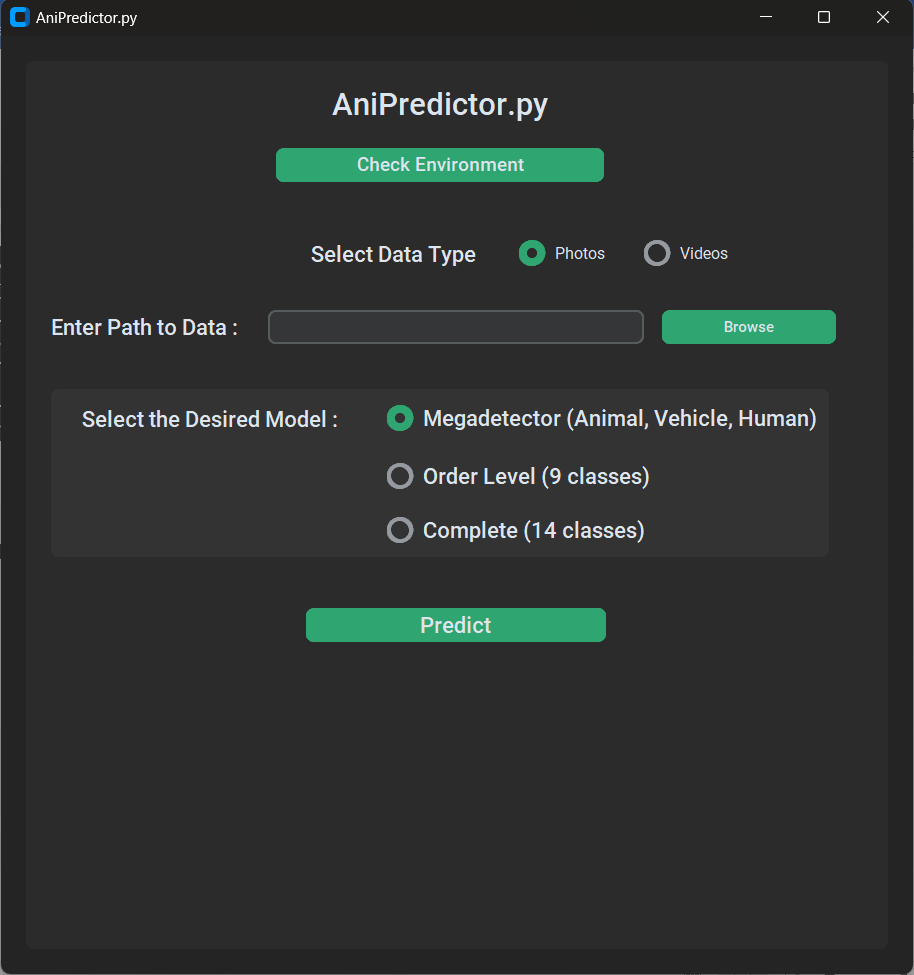 AniPredictor.py
AniPredictor.py
Check Environment
Select Data Type Photos Videos
Enter Path to Data : Browse
Select the Desired Model : Megadetector (Animal, Vehicle, Human)
Order Level (9 classes)
Complete (14 classes)
Predict